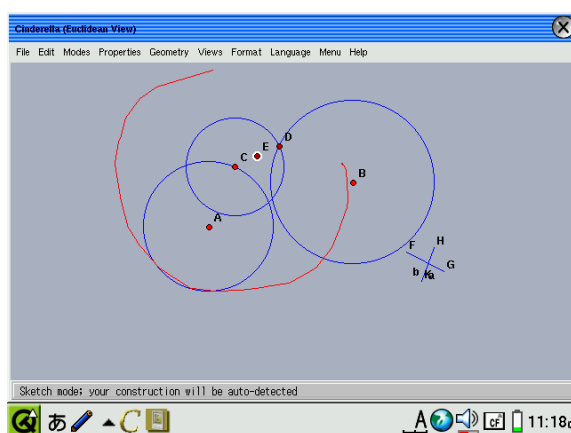 Cinderella (Euclidean View)
File Edit Modes Properties Geometry Views Format Language Menu Help
D
E
C
B
A
F
H
G
b
a
Sketch mode; your construction will be auto-detected
あ C A CF 11:18